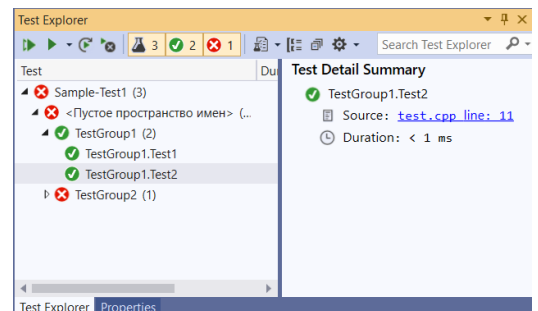 Test Explorer
3 2 1 Search Test Explorer
Test Du
Sample-Test1 (3)
<Пустое пространство имен> (...
TestGroup1 (2)
TestGroup1.Test1
TestGroup1.Test2
TestGroup2 (1)
Test Detail Summary
TestGroup1.Test2
Source: test.cpp line: 11
Duration: < 1 ms
Test Explorer Properties